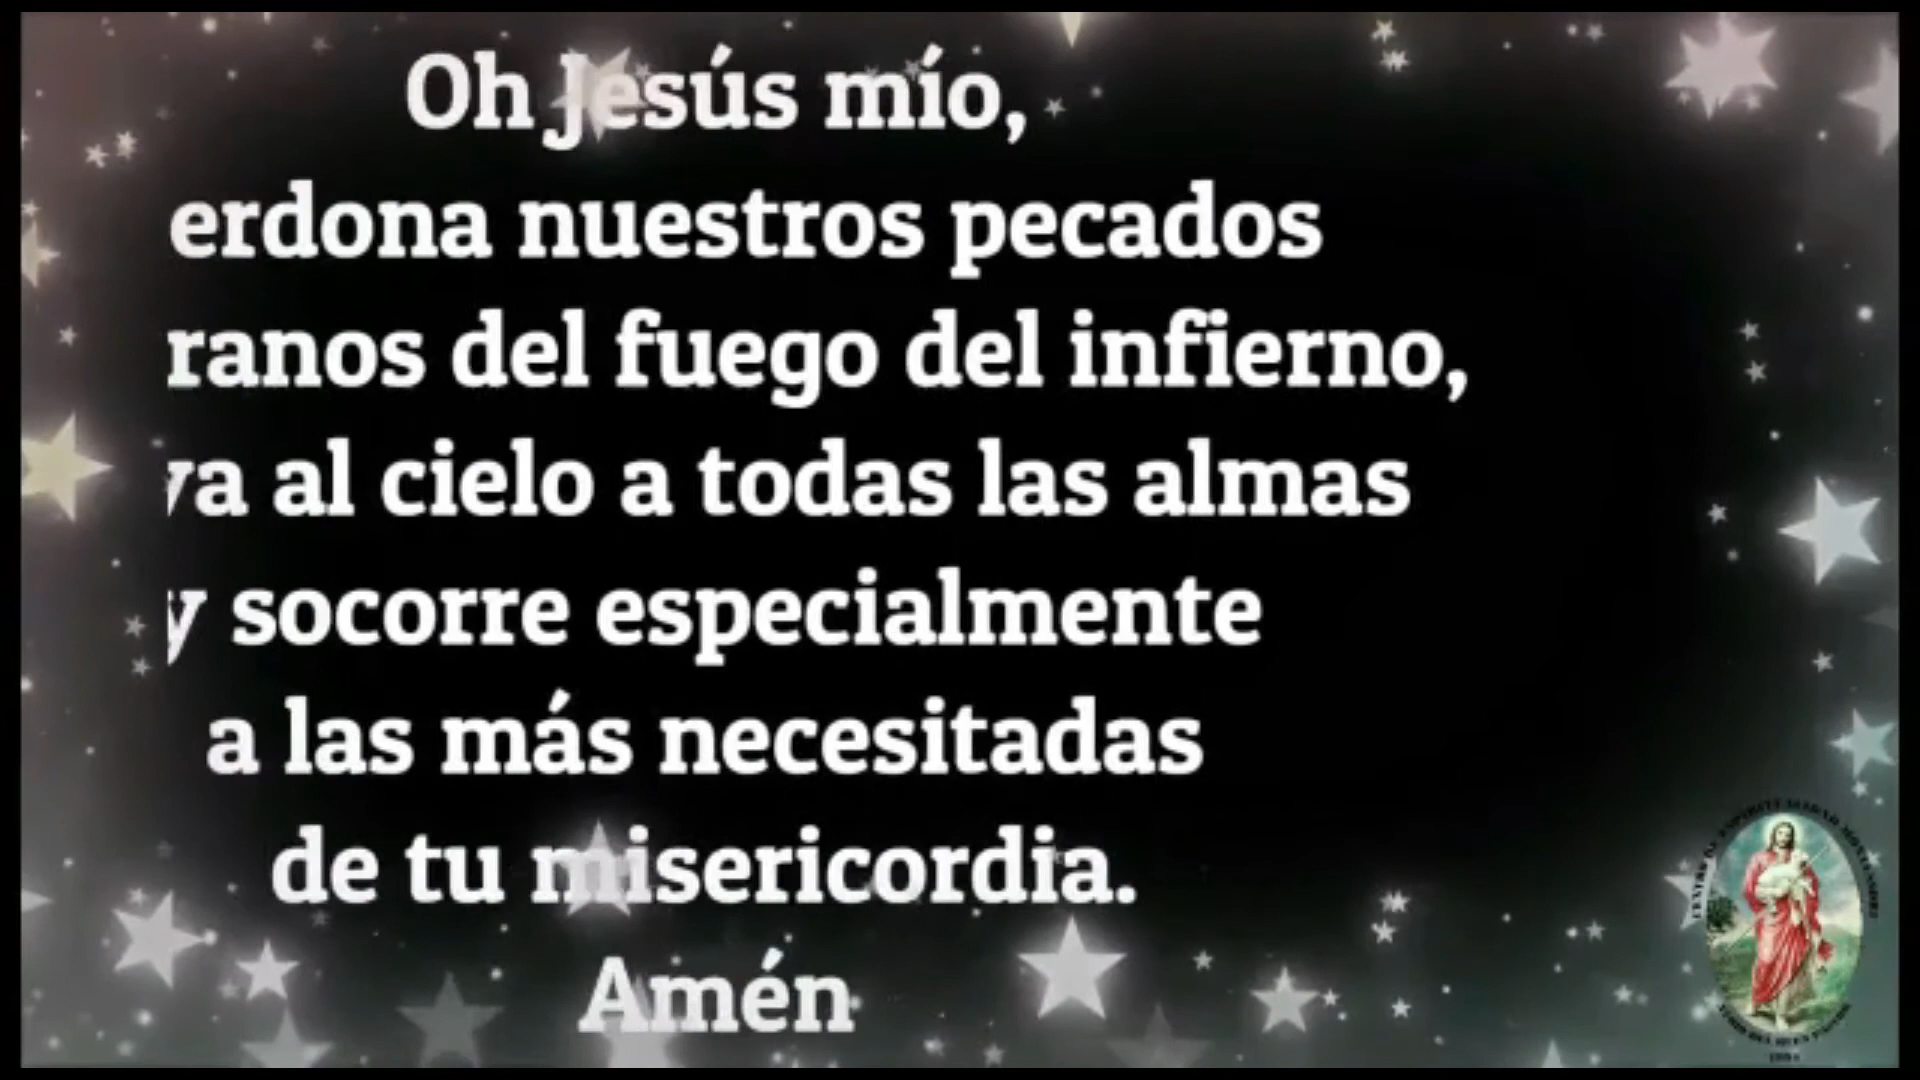 Oh Jesús mío,
erdona nuestros pecados
ranos del fuego del infierno,
va al cielo a todas las almas
y socorre especialmente
a las más necesitadas
de tu misericordia.
Amén